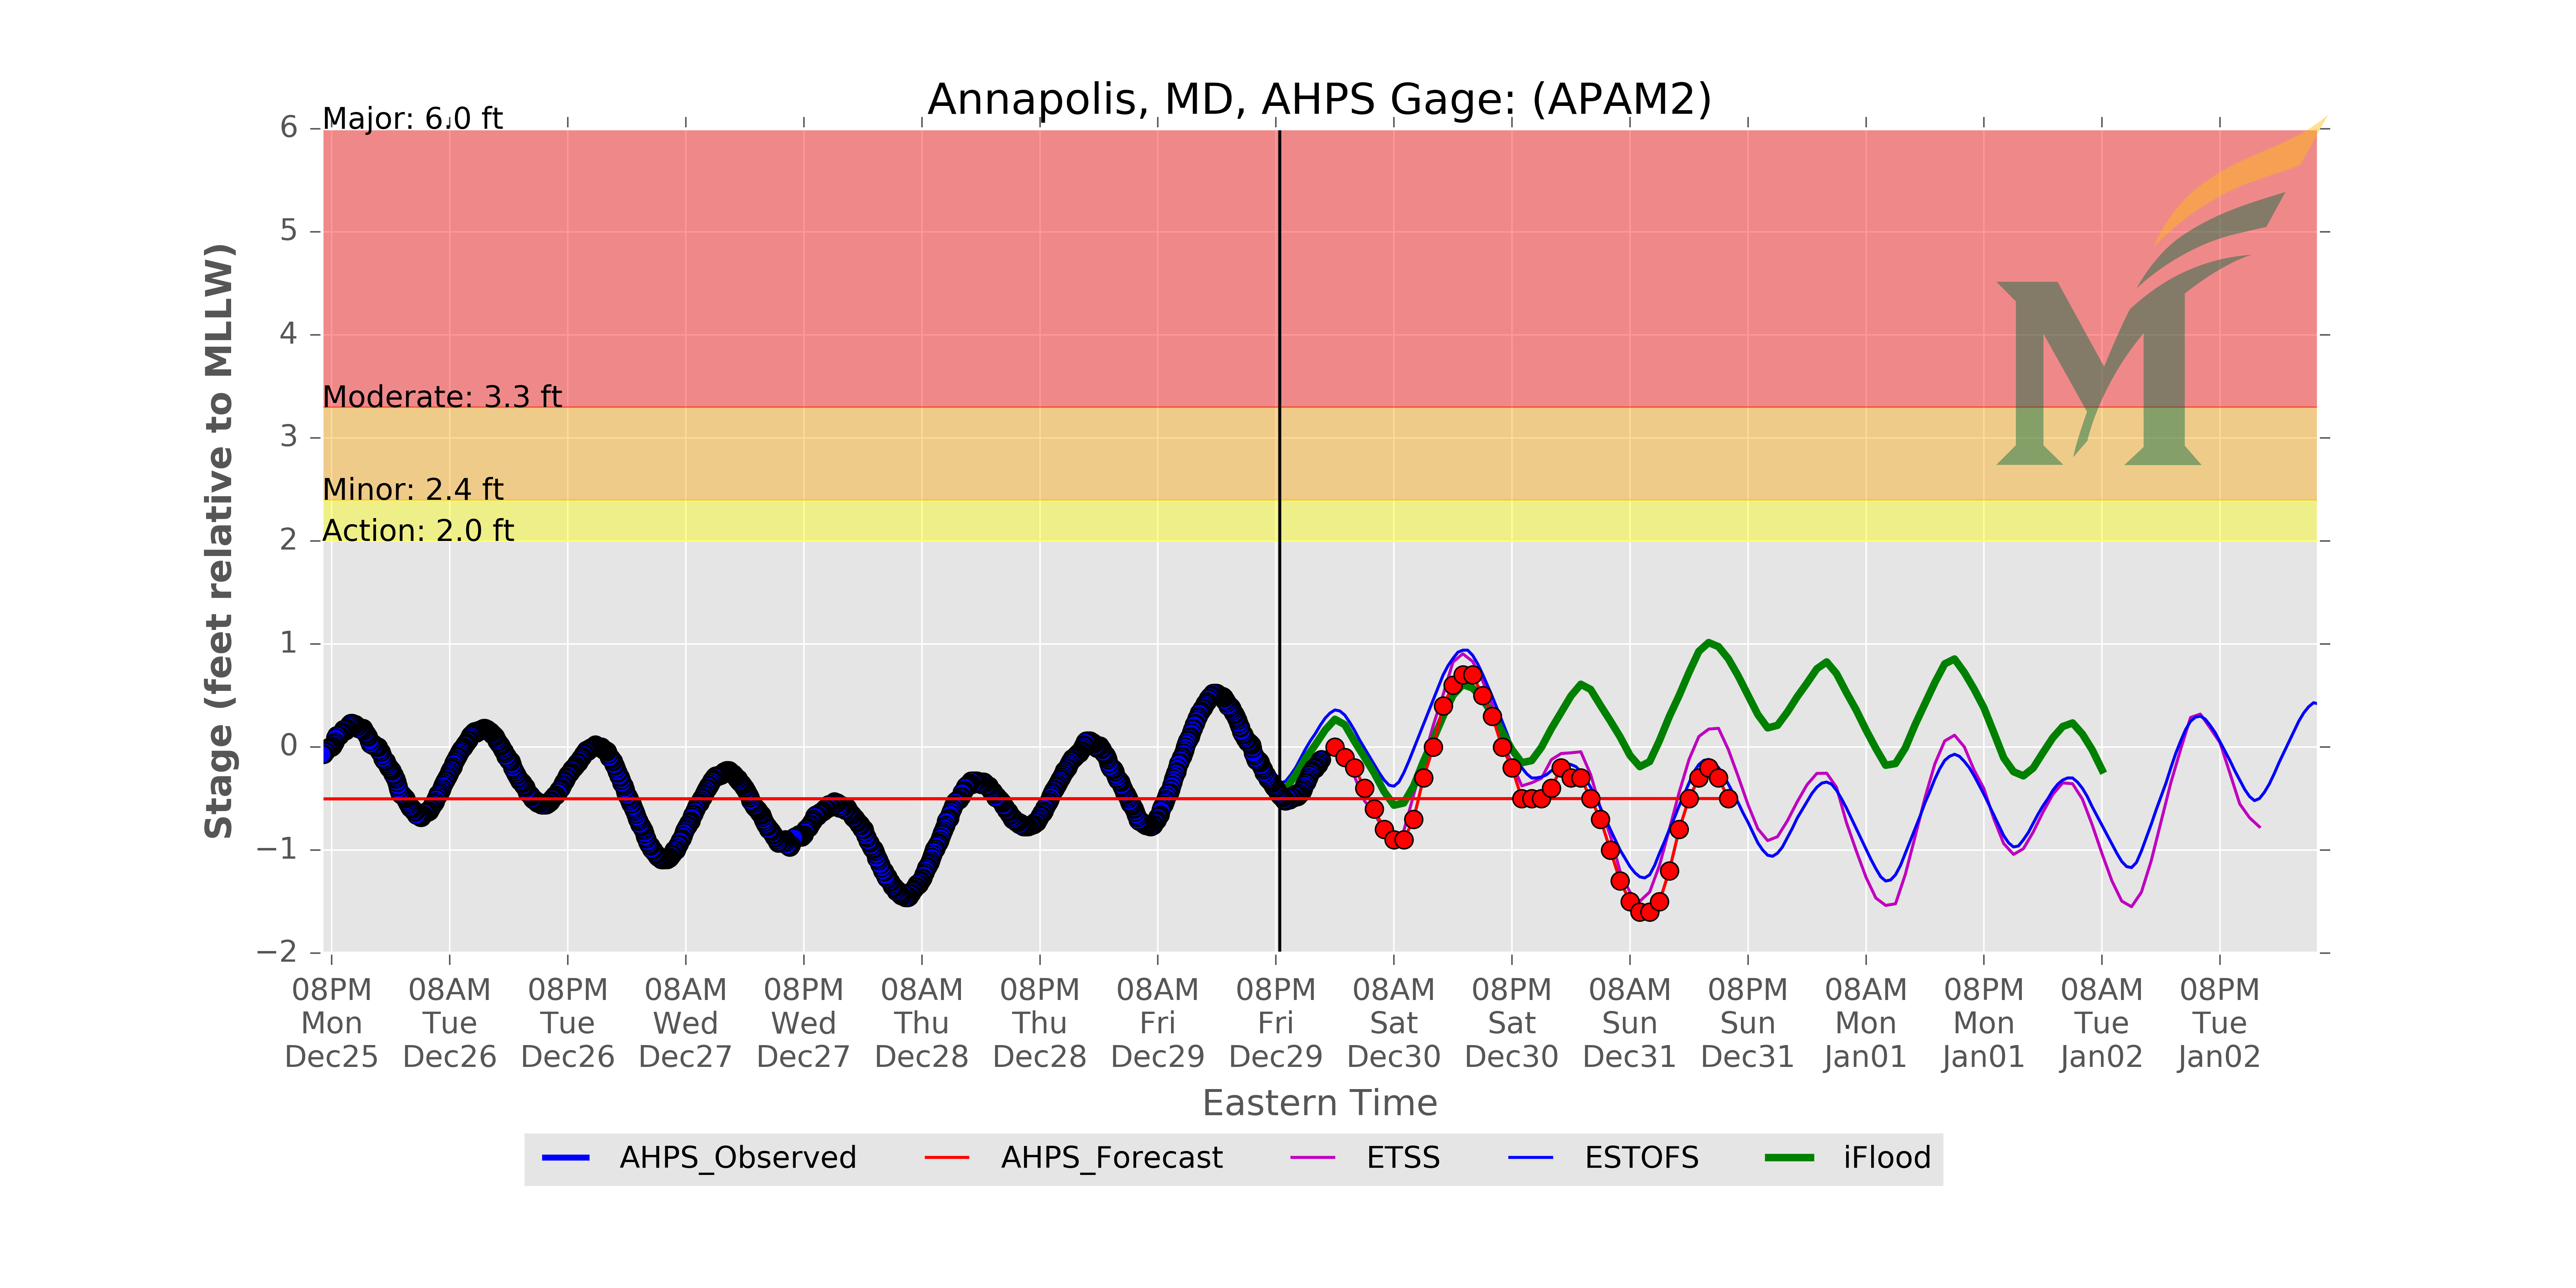 Annapolis, MD, AHPS Gage: (APAM2)
Major: 6.0 ft
Moderate: 3.3 ft
Minor: 2.4 ft
Action: 2.0 ft
Stage (feet relative to MLLW)
6
5
4
3
2
1
0
−1
−2
08PM 08AM 08PM 08AM 08PM 08AM 08PM 08AM 08PM 08AM 08PM 08AM 08PM 08AM 08PM 08AM 08PM
Mon Tue Tue Wed Wed Thu Thu Fri Fri Sat Sat Sun Sun Mon Mon Tue Tue
Dec25 Dec26 Dec26 Dec27 Dec27 Dec28 Dec28 Dec29 Dec29 Dec30 Dec30 Dec31 Dec31 Jan01 Jan01 Jan02 Jan02
Eastern Time
AHPS_Observed AHPS_Forecast ETSS ESTOFS iFlood
M